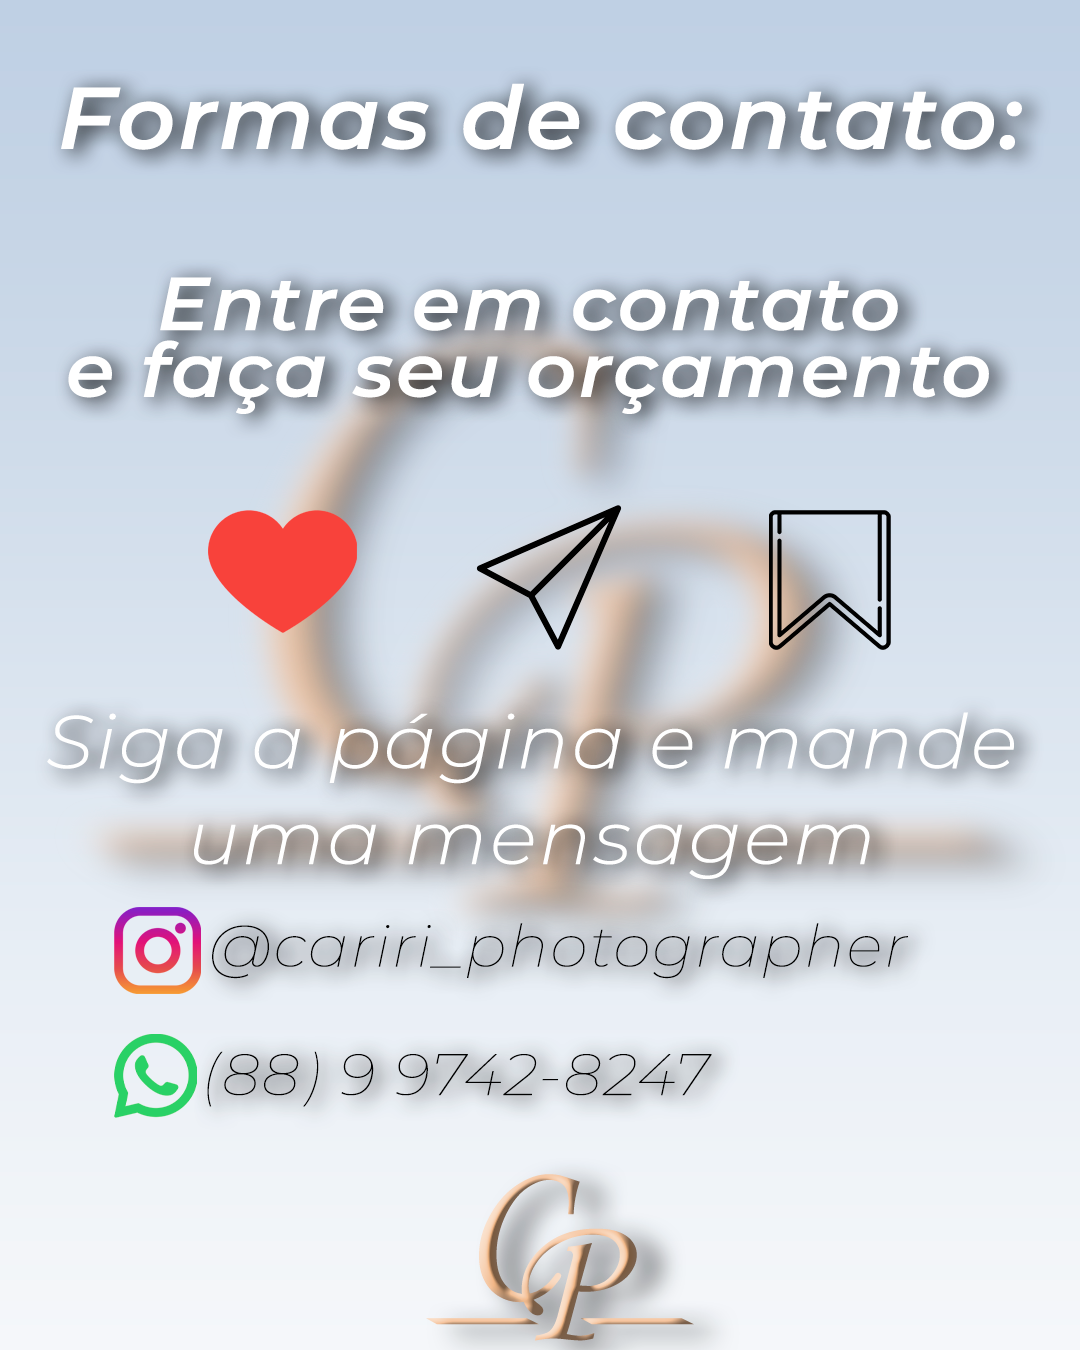 Formas de contato:
Entre em contato
e faça seu orçamento
Siga a página e mande
uma mensagem
@cariri_photographer
(88) 9 9742-8247
CP